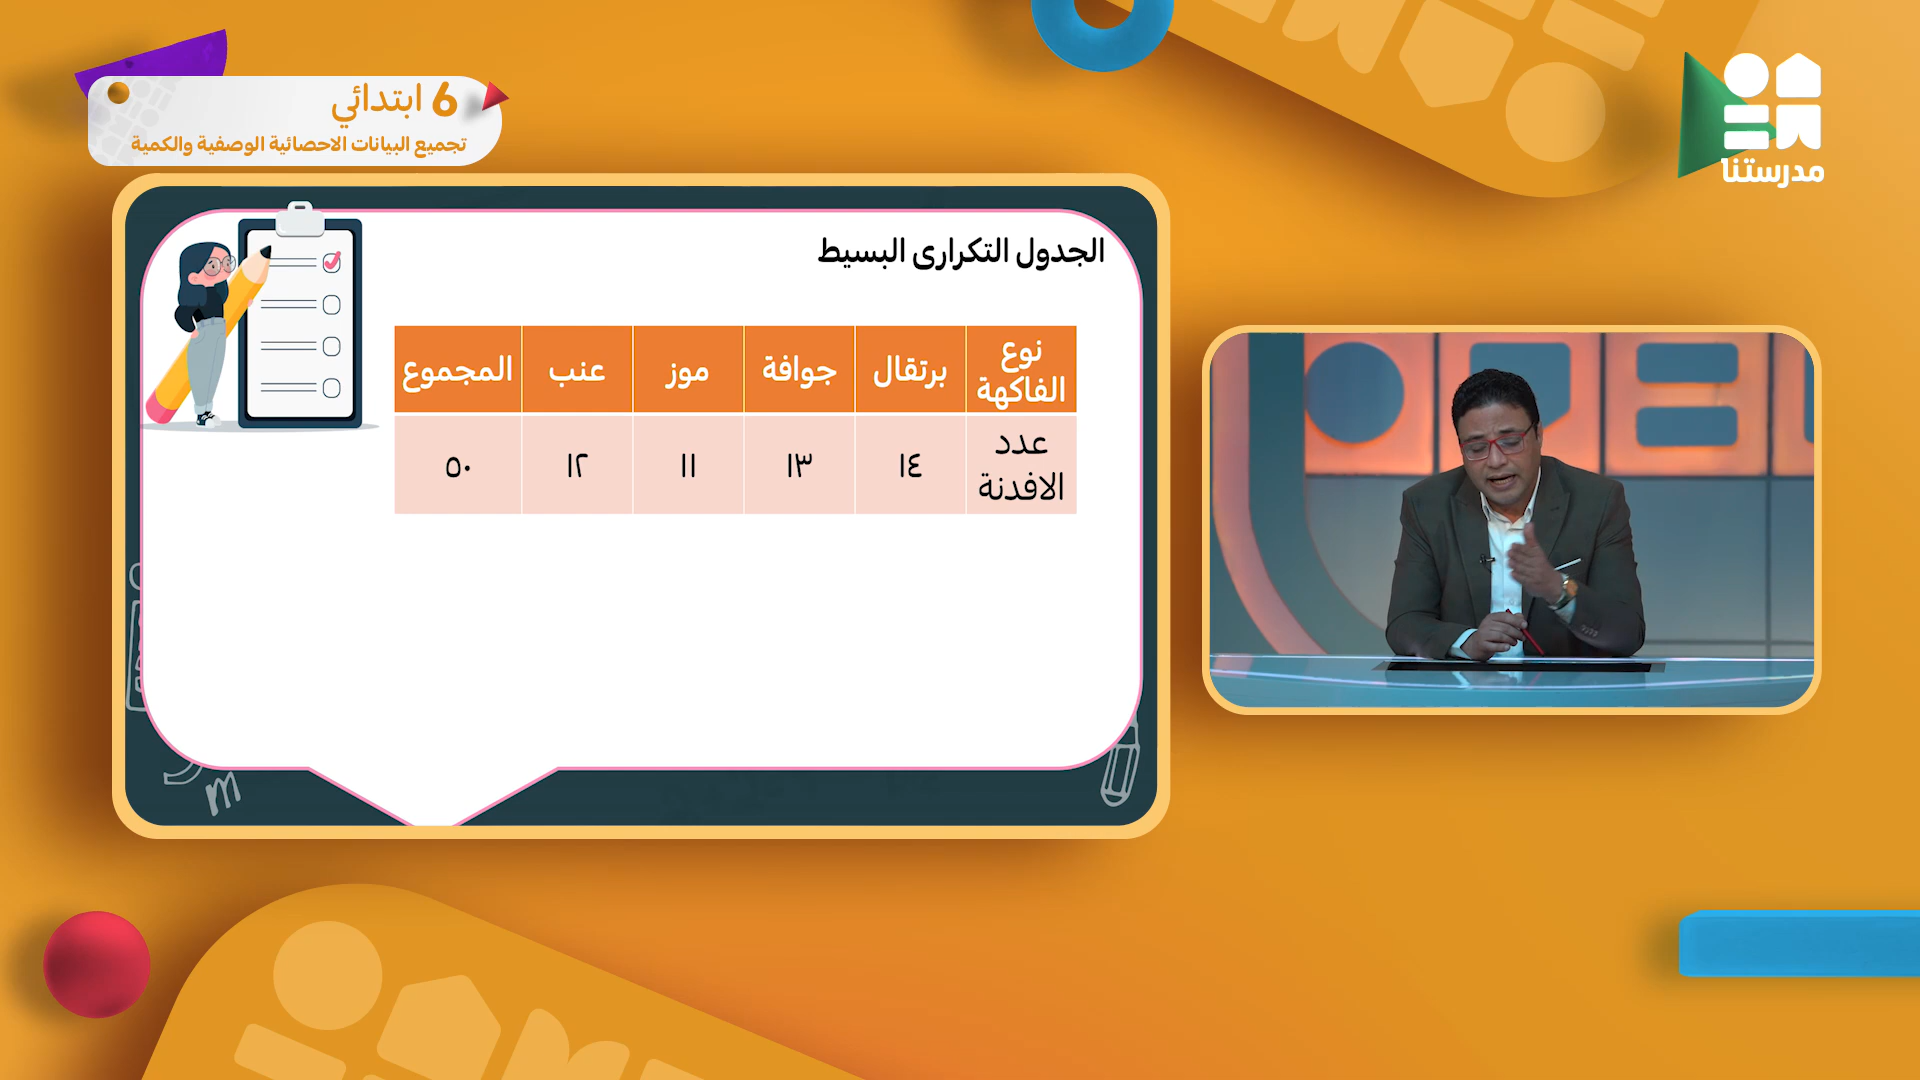 6 ابتدائي
تجميع البيانات الاحصائية الوصفية والكمية
مدرستنا
الجدول التكرارى البسيط
نوع الفاكهة برتقال جوافة موز عنب المجموع
عدد الافدنة ١٤ ١٣ ١١ ١٢ ٥٠
m